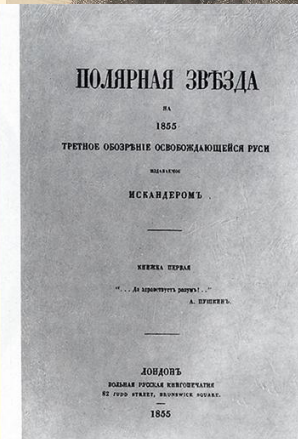 ПОЛЯРНАЯ ЗВѢЗДА
НА
1855
ТРЕТНОЕ ОБОЗРѢНІЕ ОСВОБОЖДАЮЩЕЙСЯ РУСИ
ИЗДАВАЕМОЕ
ИСКАНДЕРОМЪ .
КНИЖКА ПЕРВАЯ
". . . Да здравствуетъ разумъ! . ."
А. ПУШКИНЪ.
ЛОНДОНЪ
ВОЛЬНАЯ РУССКАЯ КНИГОПЕЧАТНЯ
82 JUDD STREET, BRUNSWICK SQUARE.
1855